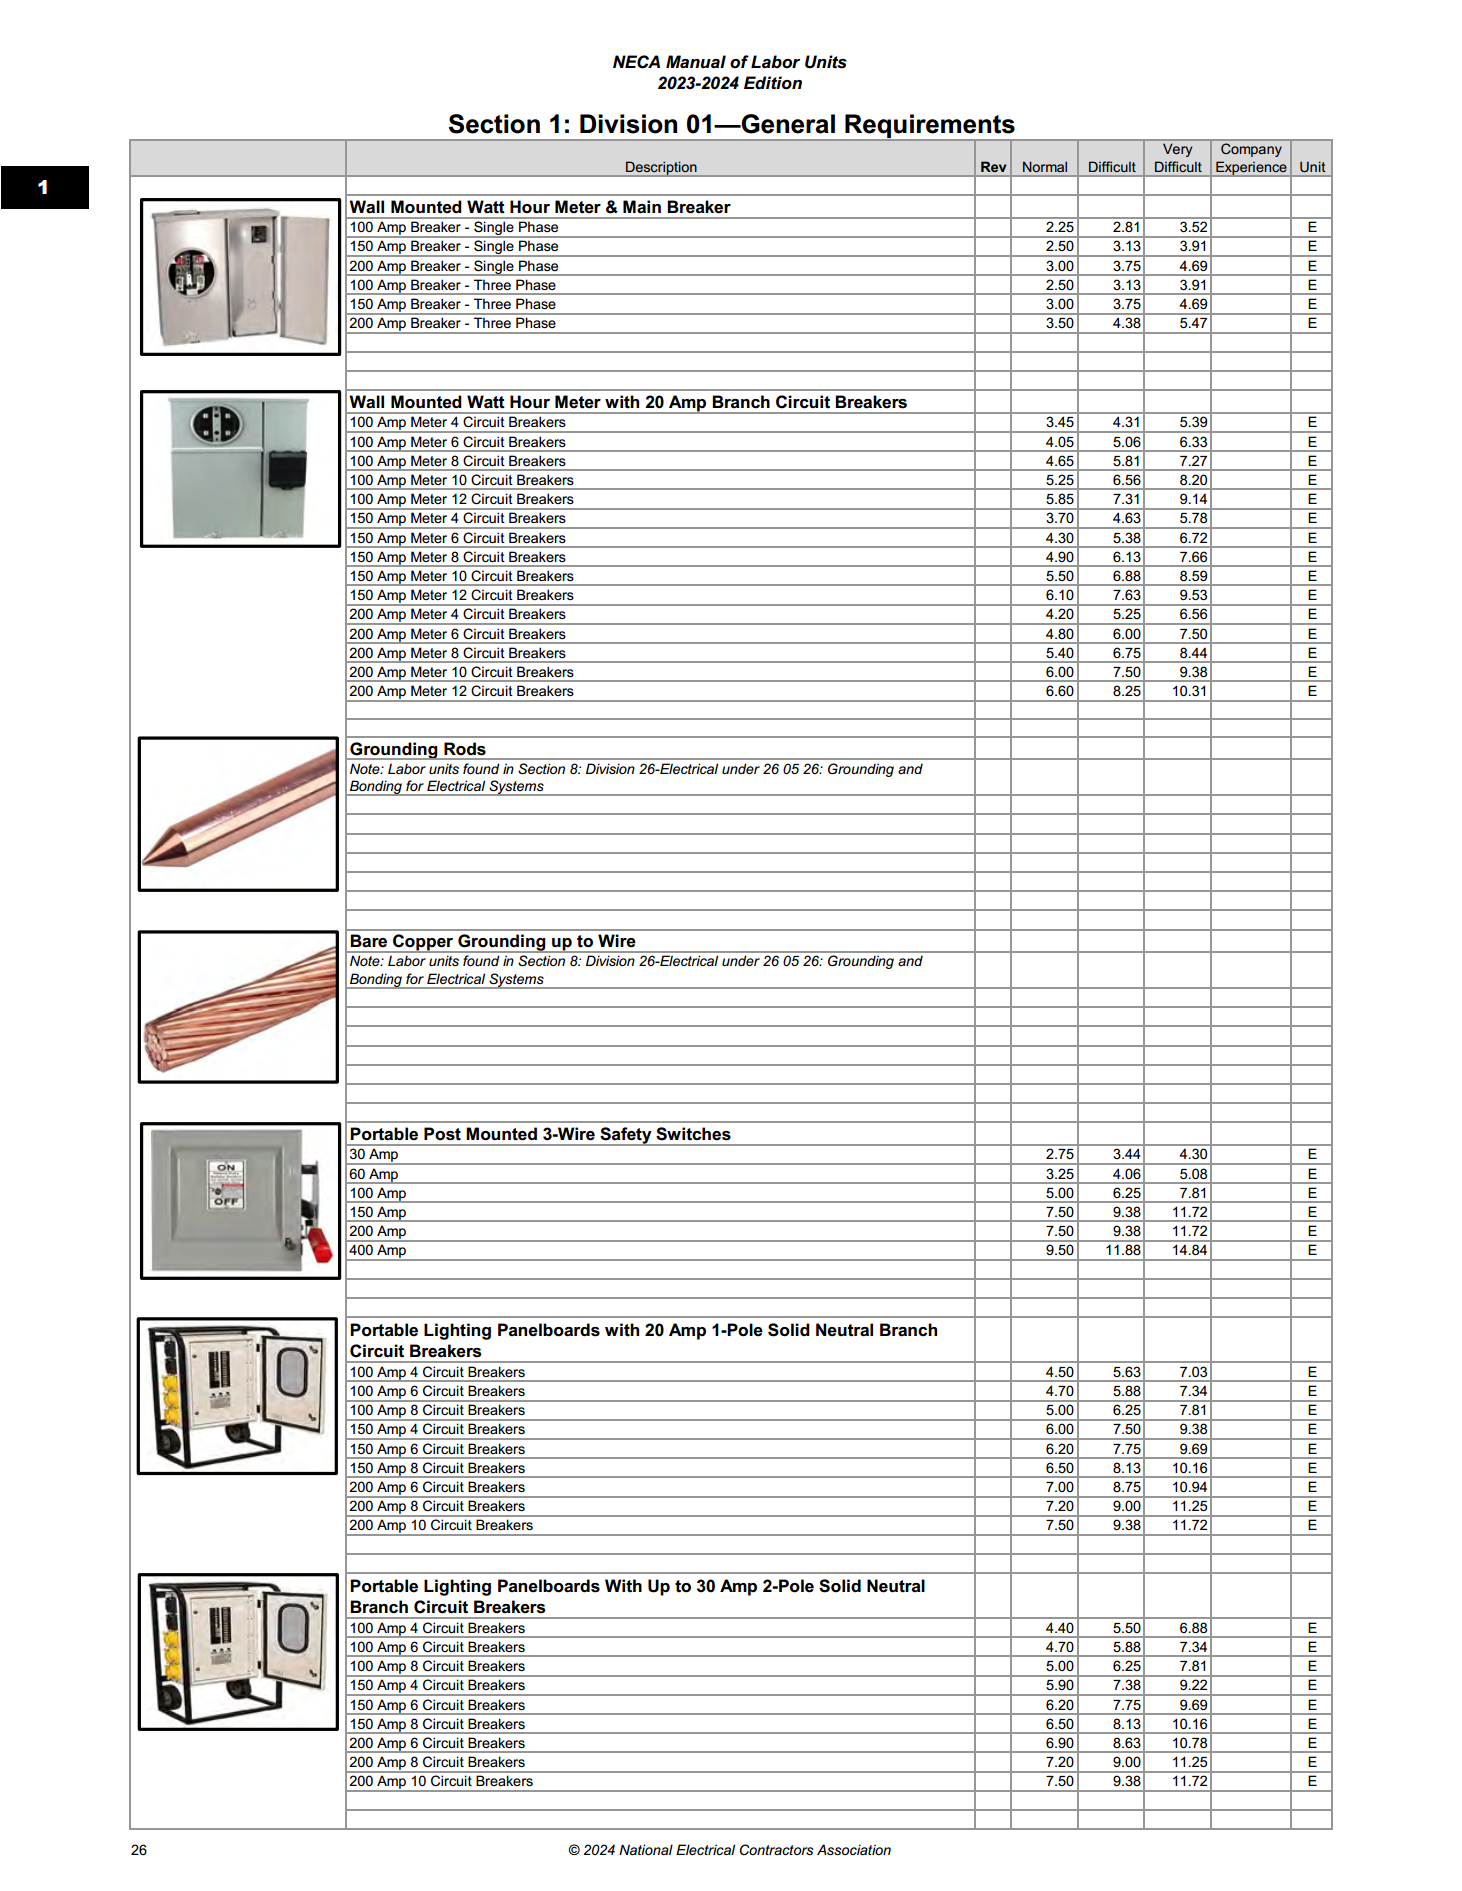 NECA Manual of Labor Units
2023-2024 Edition
Section 1: Division 01—General Requirements
Description Rev Normal Difficult Very Difficult Company Experience Unit
1
Wall Mounted Watt Hour Meter & Main Breaker
100 Amp Breaker - Single Phase 2.25 2.81 3.52 E
150 Amp Breaker - Single Phase 2.50 3.13 3.91 E
200 Amp Breaker - Single Phase 3.00 3.75 4.69 E
100 Amp Breaker - Three Phase 2.50 3.13 3.91 E
150 Amp Breaker - Three Phase 3.00 3.75 4.69 E
200 Amp Breaker - Three Phase 3.50 4.38 5.47 E
Wall Mounted Watt Hour Meter with 20 Amp Branch Circuit Breakers
100 Amp Meter 4 Circuit Breakers 3.45 4.31 5.39 E
100 Amp Meter 6 Circuit Breakers 4.05 5.06 6.33 E
100 Amp Meter 8 Circuit Breakers 4.65 5.81 7.27 E
100 Amp Meter 10 Circuit Breakers 5.25 6.56 8.20 E
100 Amp Meter 12 Circuit Breakers 5.85 7.31 9.14 E
150 Amp Meter 4 Circuit Breakers 3.70 4.63 5.78 E
150 Amp Meter 6 Circuit Breakers 4.30 5.38 6.72 E
150 Amp Meter 8 Circuit Breakers 4.90 6.13 7.66 E
150 Amp Meter 10 Circuit Breakers 5.50 6.88 8.59 E
150 Amp Meter 12 Circuit Breakers 6.10 7.63 9.53 E
200 Amp Meter 4 Circuit Breakers 4.20 5.25 6.56 E
200 Amp Meter 6 Circuit Breakers 4.80 6.00 7.50 E
200 Amp Meter 8 Circuit Breakers 5.40 6.75 8.44 E
200 Amp Meter 10 Circuit Breakers 6.00 7.50 9.38 E
200 Amp Meter 12 Circuit Breakers 6.60 8.25 10.31 E
Grounding Rods
Note: Labor units found in Section 8: Division 26-Electrical under 26 05 26: Grounding and
Bonding for Electrical Systems
Bare Copper Grounding up to Wire
Note: Labor units found in Section 8: Division 26-Electrical under 26 05 26: Grounding and
Bonding for Electrical Systems
Portable Post Mounted 3-Wire Safety Switches
ON
OFF
30 Amp 2.75 3.44 4.30 E
60 Amp 3.25 4.06 5.08 E
100 Amp 5.00 6.25 7.81 E
150 Amp 7.50 9.38 11.72 E
200 Amp 7.50 9.38 11.72 E
400 Amp 9.50 11.88 14.84 E
Portable Lighting Panelboards with 20 Amp 1-Pole Solid Neutral Branch
Circuit Breakers
100 Amp 4 Circuit Breakers 4.50 5.63 7.03 E
100 Amp 6 Circuit Breakers 4.70 5.88 7.34 E
100 Amp 8 Circuit Breakers 5.00 6.25 7.81 E
150 Amp 4 Circuit Breakers 6.00 7.50 9.38 E
150 Amp 6 Circuit Breakers 6.20 7.75 9.69 E
150 Amp 8 Circuit Breakers 6.50 8.13 10.16 E
200 Amp 6 Circuit Breakers 7.00 8.75 10.94 E
200 Amp 8 Circuit Breakers 7.20 9.00 11.25 E
200 Amp 10 Circuit Breakers 7.50 9.38 11.72 E
Portable Lighting Panelboards With Up to 30 Amp 2-Pole Solid Neutral
Branch Circuit Breakers
100 Amp 4 Circuit Breakers 4.40 5.50 6.88 E
100 Amp 6 Circuit Breakers 4.70 5.88 7.34 E
100 Amp 8 Circuit Breakers 5.00 6.25 7.81 E
150 Amp 4 Circuit Breakers 5.90 7.38 9.22 E
150 Amp 6 Circuit Breakers 6.20 7.75 9.69 E
150 Amp 8 Circuit Breakers 6.50 8.13 10.16 E
200 Amp 6 Circuit Breakers 6.90 8.63 10.78 E
200 Amp 8 Circuit Breakers 7.20 9.00 11.25 E
200 Amp 10 Circuit Breakers 7.50 9.38 11.72 E
26 © 2024 National Electrical Contractors Association